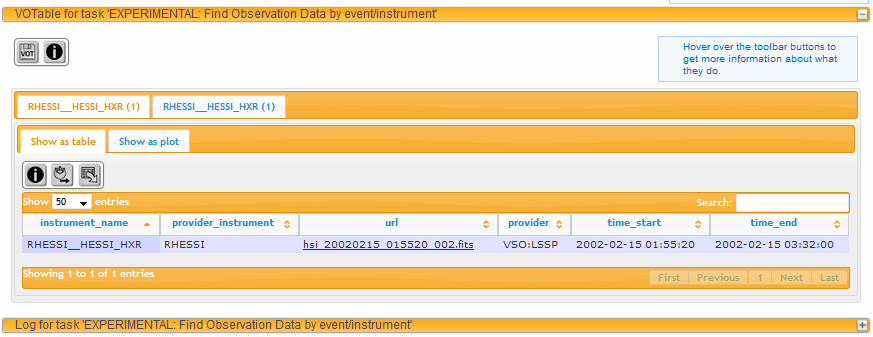 VOTable for task 'EXPERIMENTAL: Find Observation Data by event/instrument'
VOT
Hover over the toolbar buttons to
get more information about what
they do.
RHESSI__HESSI_HXR (1) RHESSI__HESSI_HXR (1)
Show as table Show as plot
Show 50 entries Search:
instrument_name provider_instrument url provider time_start time_end
RHESSI__HESSI_HXR RHESSI hsi_20020215_015520_002.fits VSO:LSSP 2002-02-15 01:55:20 2002-02-15 03:32:00
Showing 1 to 1 of 1 entries First Previous 1 Next Last
Log for task 'EXPERIMENTAL: Find Observation Data by event/instrument'